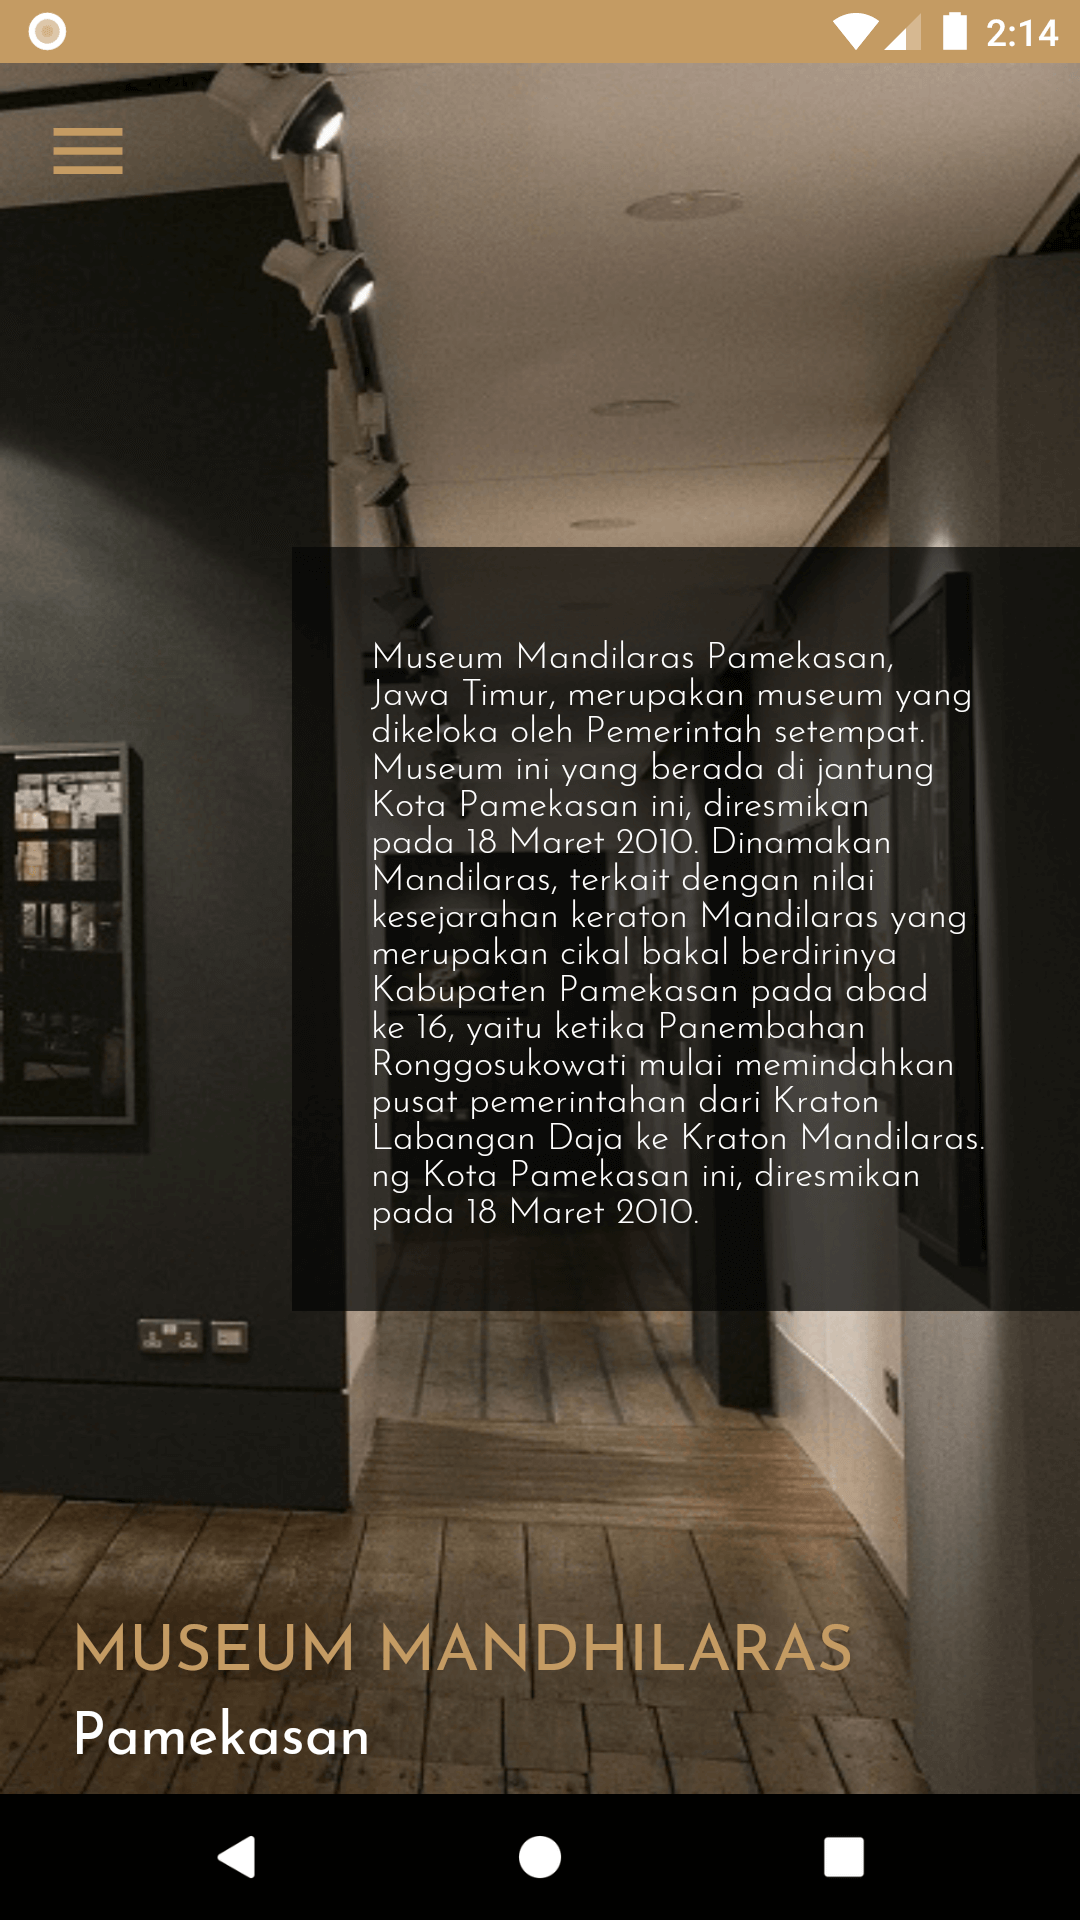 2:14
Museum Mandilaras Pamekasan,
Jawa Timur, merupakan museum yang
dikeloka oleh Pemerintah setempat.
Museum ini yang berada di jantung
Kota Pamekasan ini, diresmikan
pada 18 Maret 2010. Dinamakan
Mandilaras, terkait dengan nilai
kesejarahan keraton Mandilaras yang
merupakan cikal bakal berdirinya
Kabupaten Pamekasan pada abad
ke 16, yaitu ketika Panembahan
Ronggosukowati mulai memindahkan
pusat pemerintahan dari Kraton
Labangan Daja ke Kraton Mandilaras.
ng Kota Pamekasan ini, diresmikan
pada 18 Maret 2010.
MUSEUM MANDHILARAS
Pamekasan